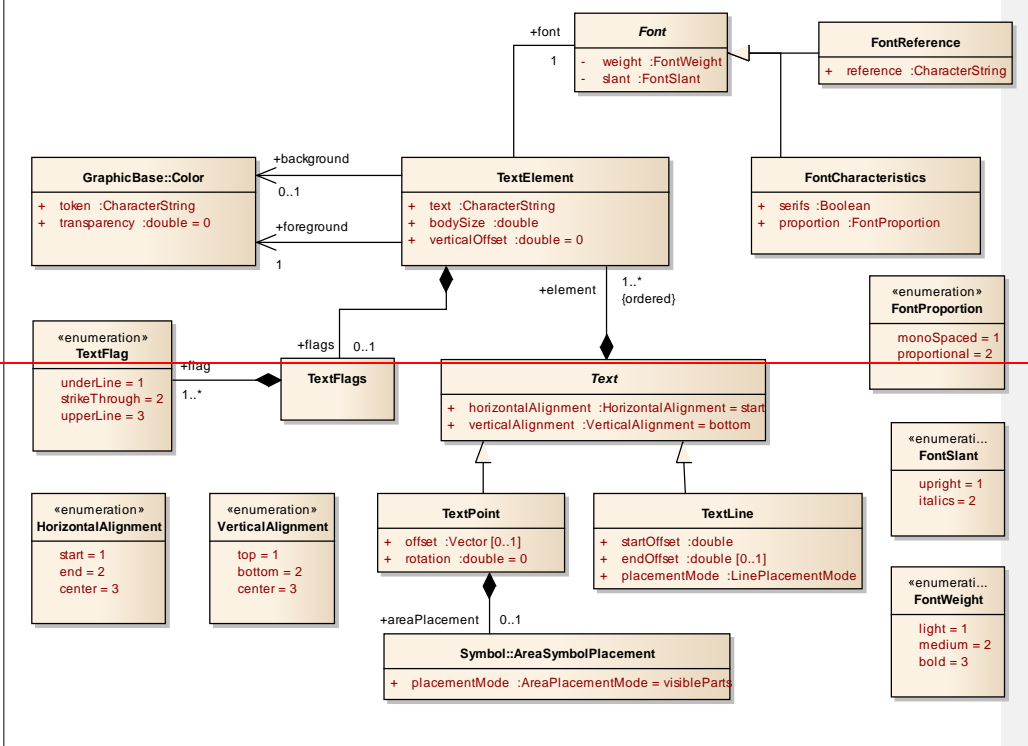 +font
1
Font
- weight :FontWeight
- slant :FontSlant
FontReference
+ reference :CharacterString
GraphicBase::Color
+ token :CharacterString
+ transparency :double = 0
+background
0..1
+foreground
1
TextElement
+ text :CharacterString
+ bodySize :double
+ verticalOffset :double = 0
FontCharacteristics
+ serifs :Boolean
+ proportion :FontProportion
+element
1..*
{ordered}
«enumeration»
FontProportion
monoSpaced = 1
proportional = 2
«enumeration»
TextFlag
underLine = 1
strikeThrough = 2
upperLine = 3
+flag
1..*
+flags
0..1
TextFlags
Text
+ horizontalAlignment :HorizontalAlignment = start
+ verticalAlignment :VerticalAlignment = bottom
«enumerati...
FontSlant
upright = 1
italics = 2
«enumeration»
HorizontalAlignment
start = 1
end = 2
center = 3
«enumeration»
VerticalAlignment
top = 1
bottom = 2
center = 3
TextPoint
+ offset :Vector [0..1]
+ rotation :double = 0
TextLine
+ startOffset :double
+ endOffset :double [0..1]
+ placementMode :LinePlacementMode
«enumerati...
FontWeight
light = 1
medium = 2
bold = 3
+areaPlacement
0..1
Symbol::AreaSymbolPlacement
+ placementMode :AreaPlacementMode = visibleParts